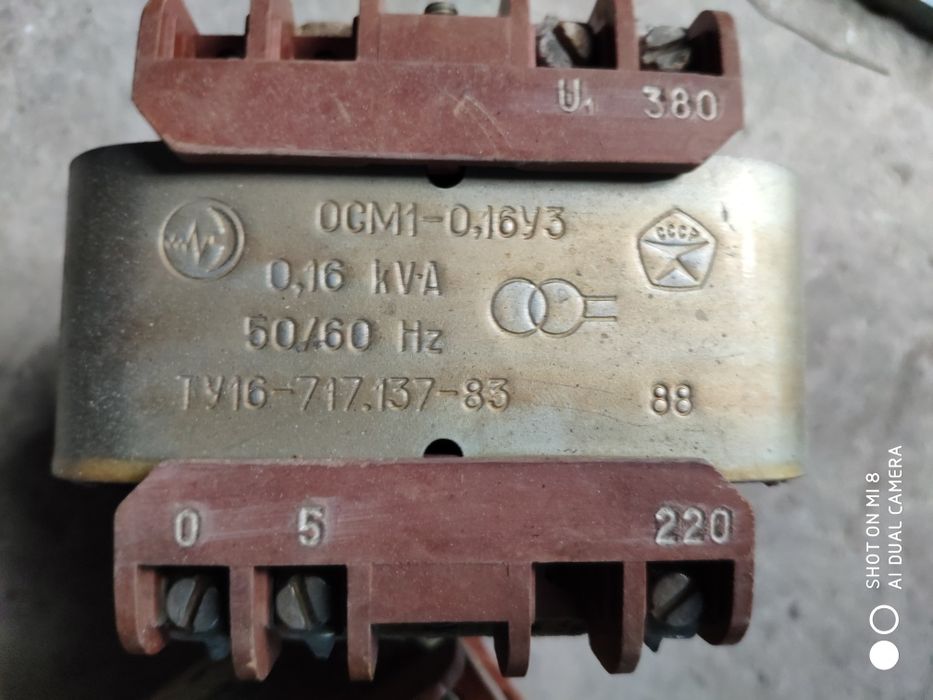 U₁ 380
ОСМ1-0,16У3
СССР
0,16 kV·A
50/60 Hz
ТУ16-717.137-83 88
0 5 220
SHOT ON MI 8
AI DUAL CAMERA